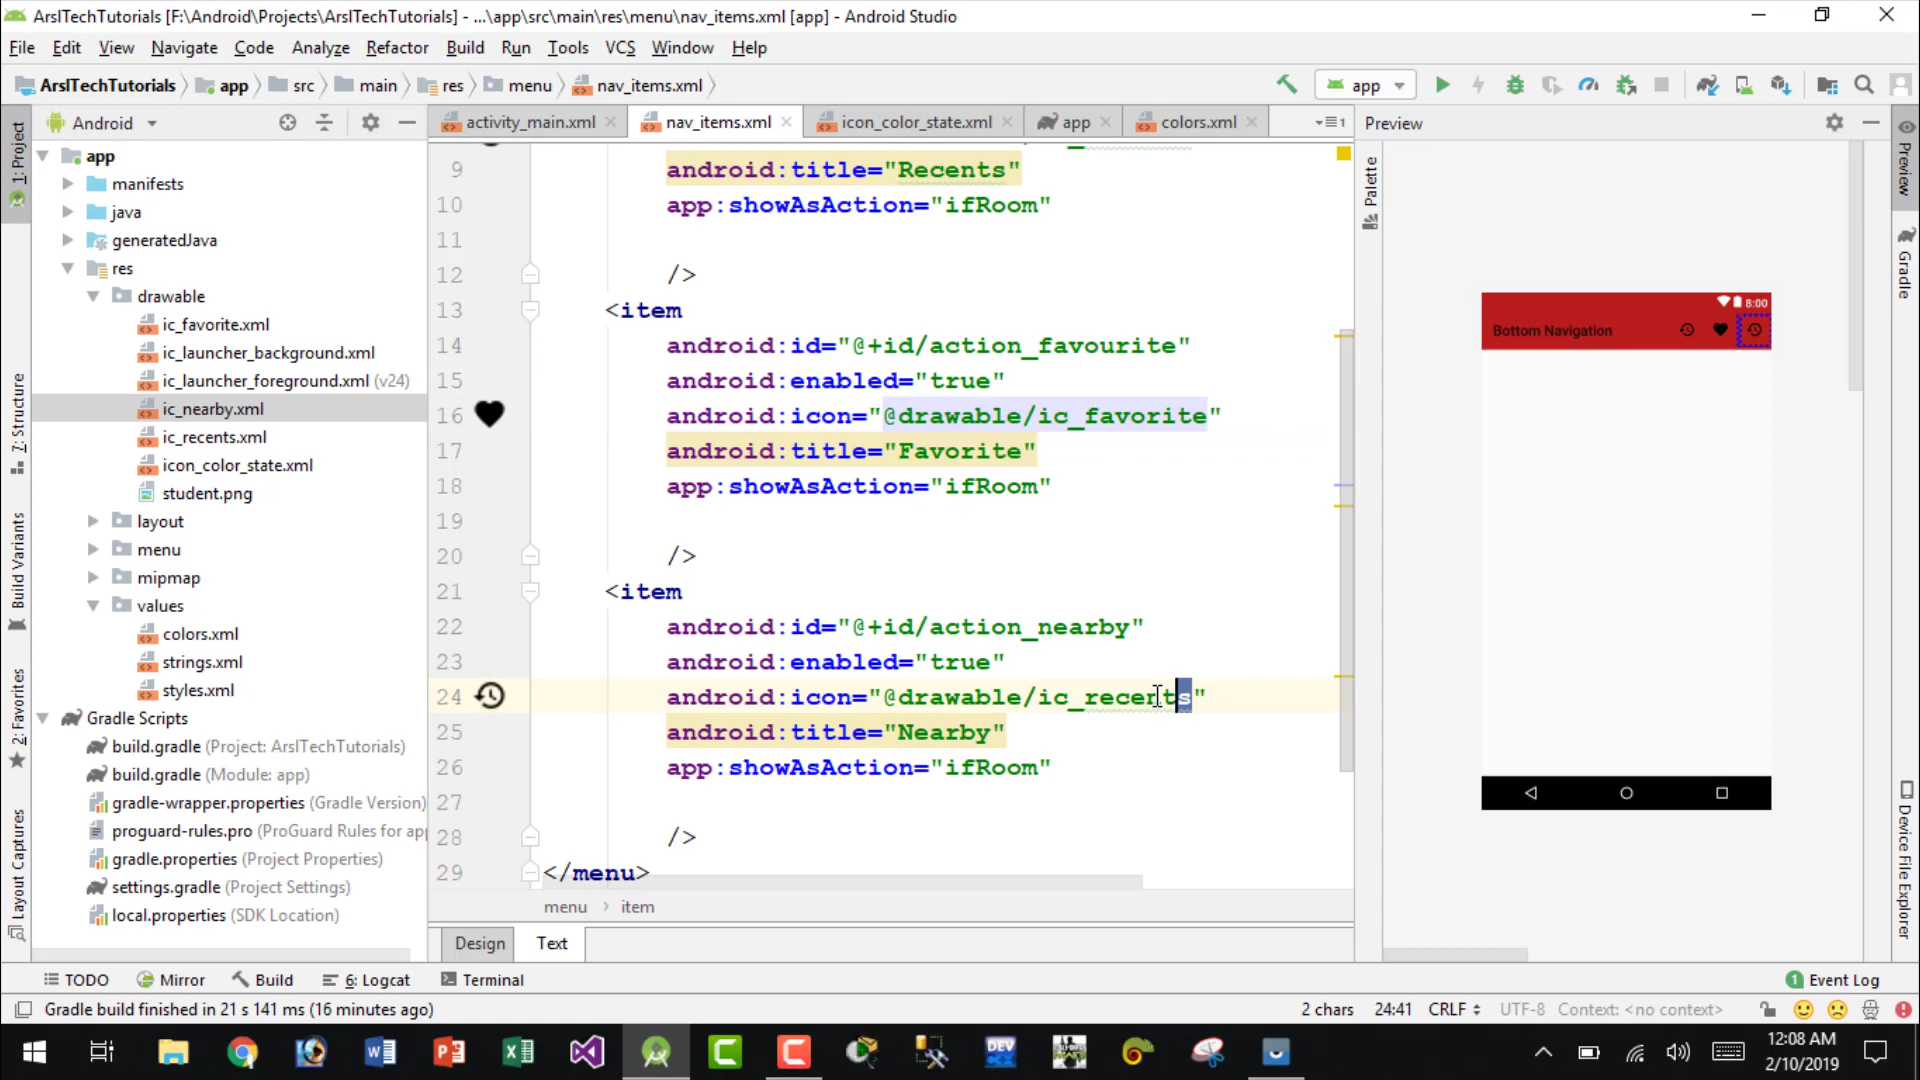 ArslTechTutorials [F:\Android\Projects\ArslTechTutorials] - ...\app\src\main\res\menu\nav_items.xml [app] - Android Studio
File Edit View Navigate Code Analyze Refactor Build Run Tools VCS Window Help
ArslTechTutorials app src main res menu nav_items.xml
app
Android
activity_main.xml nav_items.xml icon_color_state.xml app colors.xml
1
Preview
1: Project
7: Structure
Build Variants
2: Favorites
Layout Captures
app
manifests
java
generatedJava
res
drawable
ic_favorite.xml
ic_launcher_background.xml
ic_launcher_foreground.xml (v24)
ic_nearby.xml
ic_recents.xml
icon_color_state.xml
student.png
layout
menu
mipmap
values
colors.xml
strings.xml
styles.xml
Gradle Scripts
build.gradle (Project: ArslTechTutorials)
build.gradle (Module: app)
gradle-wrapper.properties (Gradle Version)
proguard-rules.pro (ProGuard Rules for app
gradle.properties (Project Properties)
settings.gradle (Project Settings)
local.properties (SDK Location)
9 android:title="Recents"
10 app:showAsAction="ifRoom"
11
12 />
13 <item
14 android:id="@+id/action_favourite"
15 android:enabled="true"
16 android:icon="@drawable/ic_favorite"
17 android:title="Favorite"
18 app:showAsAction="ifRoom"
19
20 />
21 <item
22 android:id="@+id/action_nearby"
23 android:enabled="true"
24 android:icon="@drawable/ic_recents"
25 android:title="Nearby"
26 app:showAsAction="ifRoom"
27
28 />
29 </menu>
menu item
Design Text
Palette
8:00
Bottom Navigation
Preview
Gradle
Device File Explorer
TODO Mirror Build 6: Logcat Terminal
1 Event Log
Gradle build finished in 21 s 141 ms (16 minutes ago)
2 chars 24:41 CRLF UTF-8 Context: <no context>
DEV
12:08 AM
2/10/2019